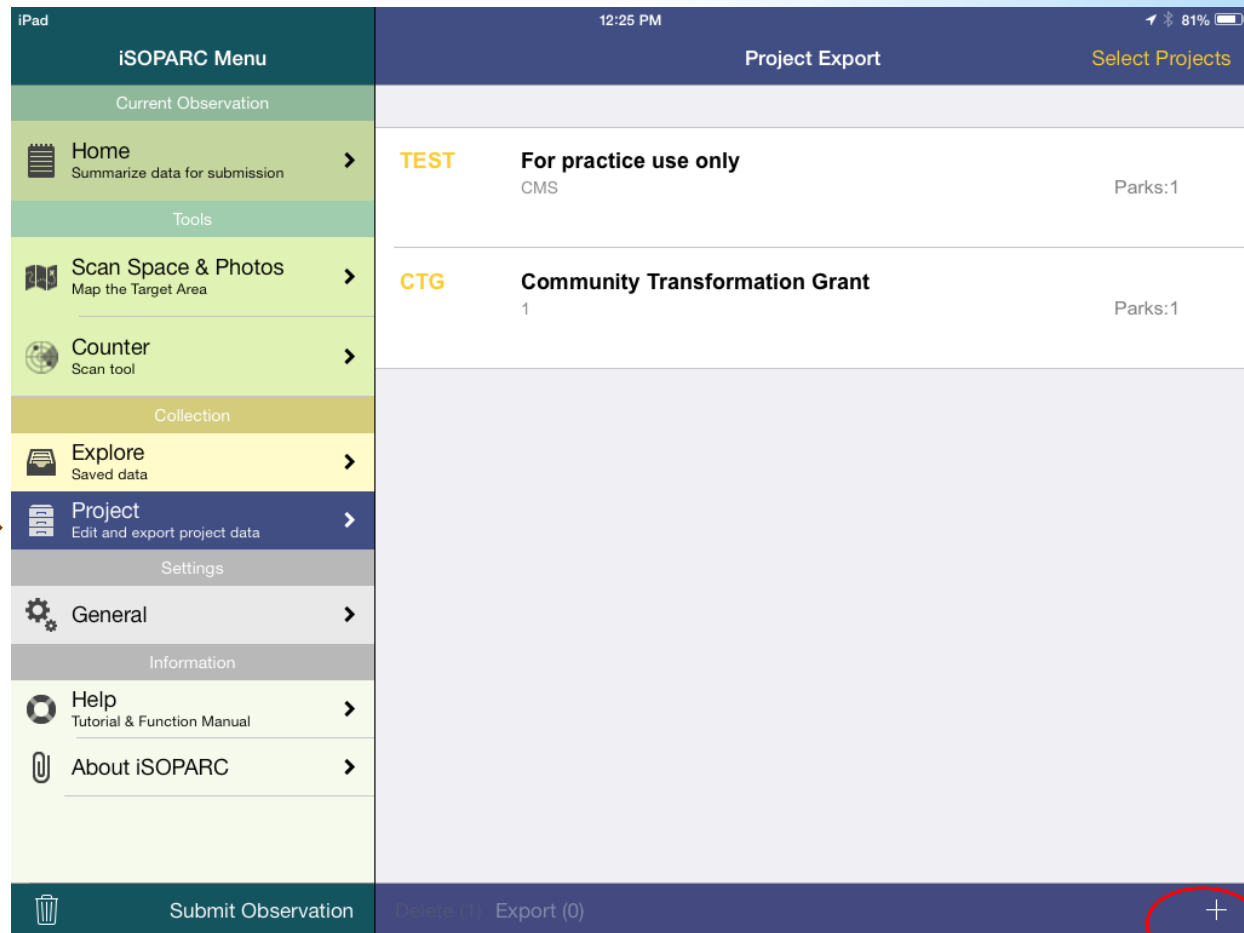 iPad
12:25 PM
81%
iSOPARC Menu
Project Export
Select Projects
Current Observation
Home
Summarize data for submission
Tools
Scan Space & Photos
Map the Target Area
Counter
Scan tool
Collection
Explore
Saved data
Project
Edit and export project data
Settings
General
Information
Help
Tutorial & Function Manual
About iSOPARC
Submit Observation
TEST
For practice use only
CMS
Parks:1
CTG
Community Transformation Grant
1
Parks:1
Delete (1)
Export (0)